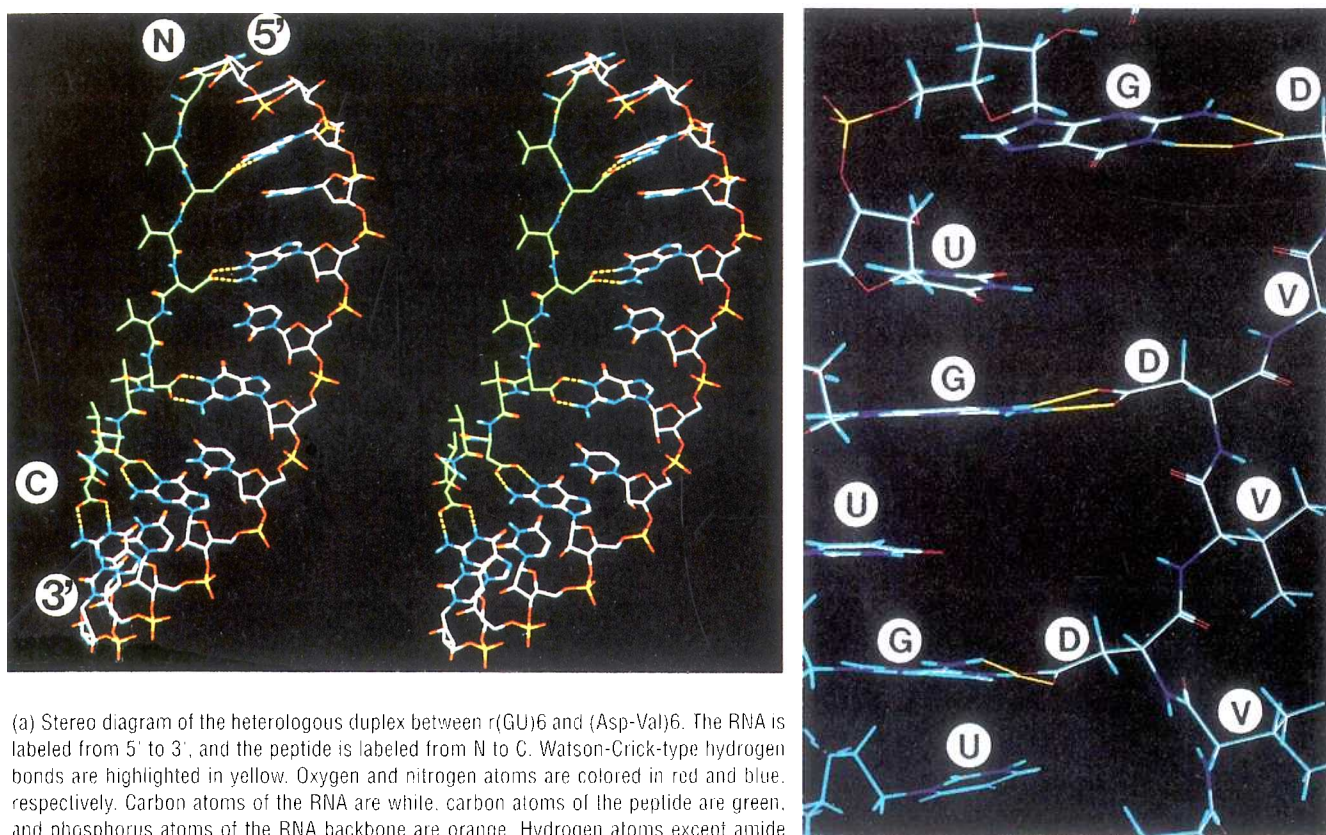 N
5'
C
3'
G
D
U
V
G
D
U
V
G
D
U
V
(a) Stereo diagram of the heterologous duplex between r(GU)6 and (Asp-Val)6. The RNA is
labeled from 5' to 3', and the peptide is labeled from N to C. Watson-Crick-type hydrogen
bonds are highlighted in yellow. Oxygen and nitrogen atoms are colored in red and blue,
respectively. Carbon atoms of the RNA are while, carbon atoms of the peptide are green,
and phosphorus atoms of the RNA backbone are orange. Hydrogen atoms except amide